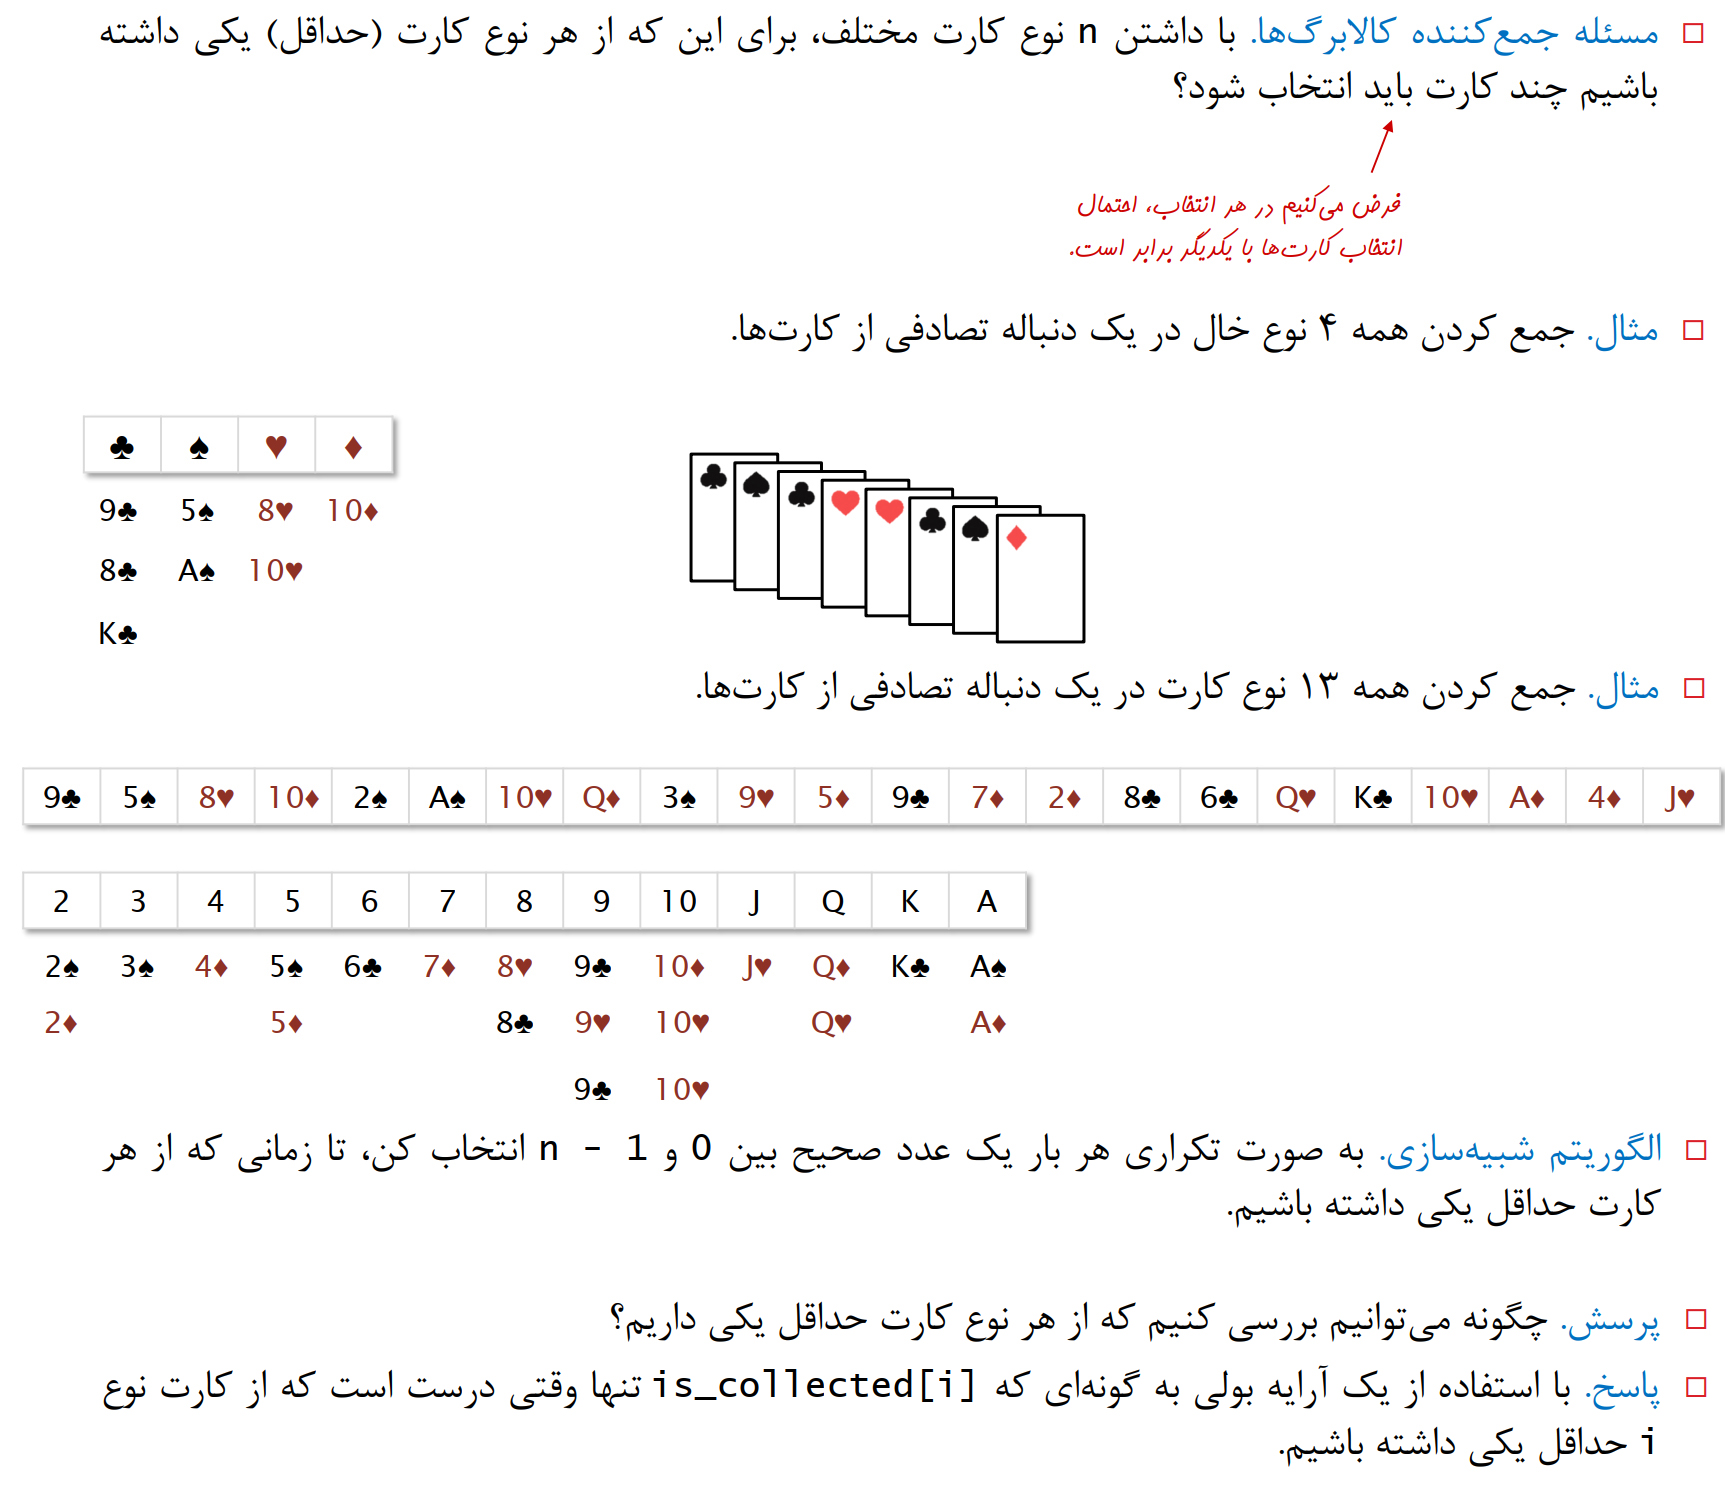 مسئله جمع‌کننده کالابرگ‌ها. با داشتن n نوع کارت مختلف، برای این که از هر نوع کارت (حداقل) یکی داشته
باشیم چند کارت باید انتخاب شود؟
فرض می‌کنیم در هر انتخاب، احتمال
انتخاب کارت‌ها با یکدیگر برابر است.
مثال. جمع کردن همه ۴ نوع خال در یک دنباله تصادفی از کارت‌ها.
♣ ♠ ♥ ♦
9♣ 5♠ 8♥ 10♦
8♣ A♠ 10♥
K♣
♣ ♠ ♣ ♥ ♥ ♣ ♠ ♦
مثال. جمع کردن همه ۱۳ نوع کارت در یک دنباله تصادفی از کارت‌ها.
9♣ 5♠ 8♥ 10♦ 2♠ A♠ 10♥ Q♦ 3♠ 9♥ 5♦ 9♣ 7♦ 2♦ 8♣ 6♣ Q♥ K♣ 10♥ A♦ 4♦ J♥
2 3 4 5 6 7 8 9 10 J Q K A
2♠ 3♠ 4♦ 5♠ 6♣ 7♦ 8♥ 9♣ 10♦ J♥ Q♦ K♣ A♠
2♦ 5♦ 8♣ 9♥ 10♥ Q♥ A♦
9♣ 10♥
الگوریتم شبیه‌سازی. به صورت تکراری هر بار یک عدد صحیح بین 0 و n - 1 انتخاب کن، تا زمانی که از هر
کارت حداقل یکی داشته باشیم.
پرسش. چگونه می‌توانیم بررسی کنیم که از هر نوع کارت حداقل یکی داریم؟
پاسخ. با استفاده از یک آرایه بولی به گونه‌ای که is_collected[i] تنها وقتی درست است که از کارت نوع
i حداقل یکی داشته باشیم.